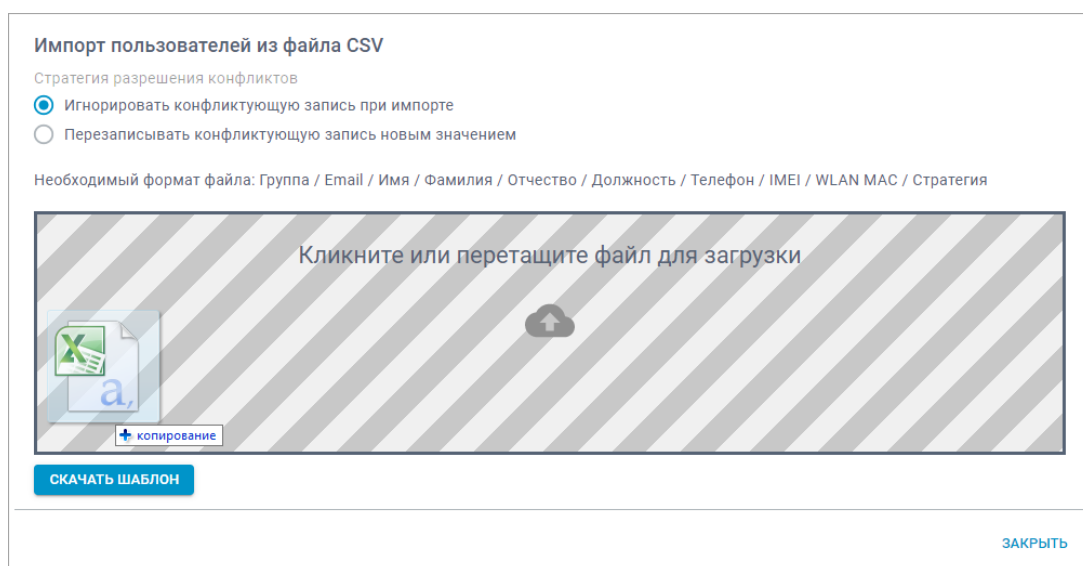 Импорт пользователей из файла CSV
Стратегия разрешения конфликтов
Игнорировать конфликтующую запись при импорте
Перезаписывать конфликтующую запись новым значением
Необходимый формат файла: Группа / Email / Имя / Фамилия / Отчество / Должность / Телефон / IMEI / WLAN MAC / Стратегия
Кликните или перетащите файл для загрузки
X
a,
копирование
СКАЧАТЬ ШАБЛОН
ЗАКРЫТЬ